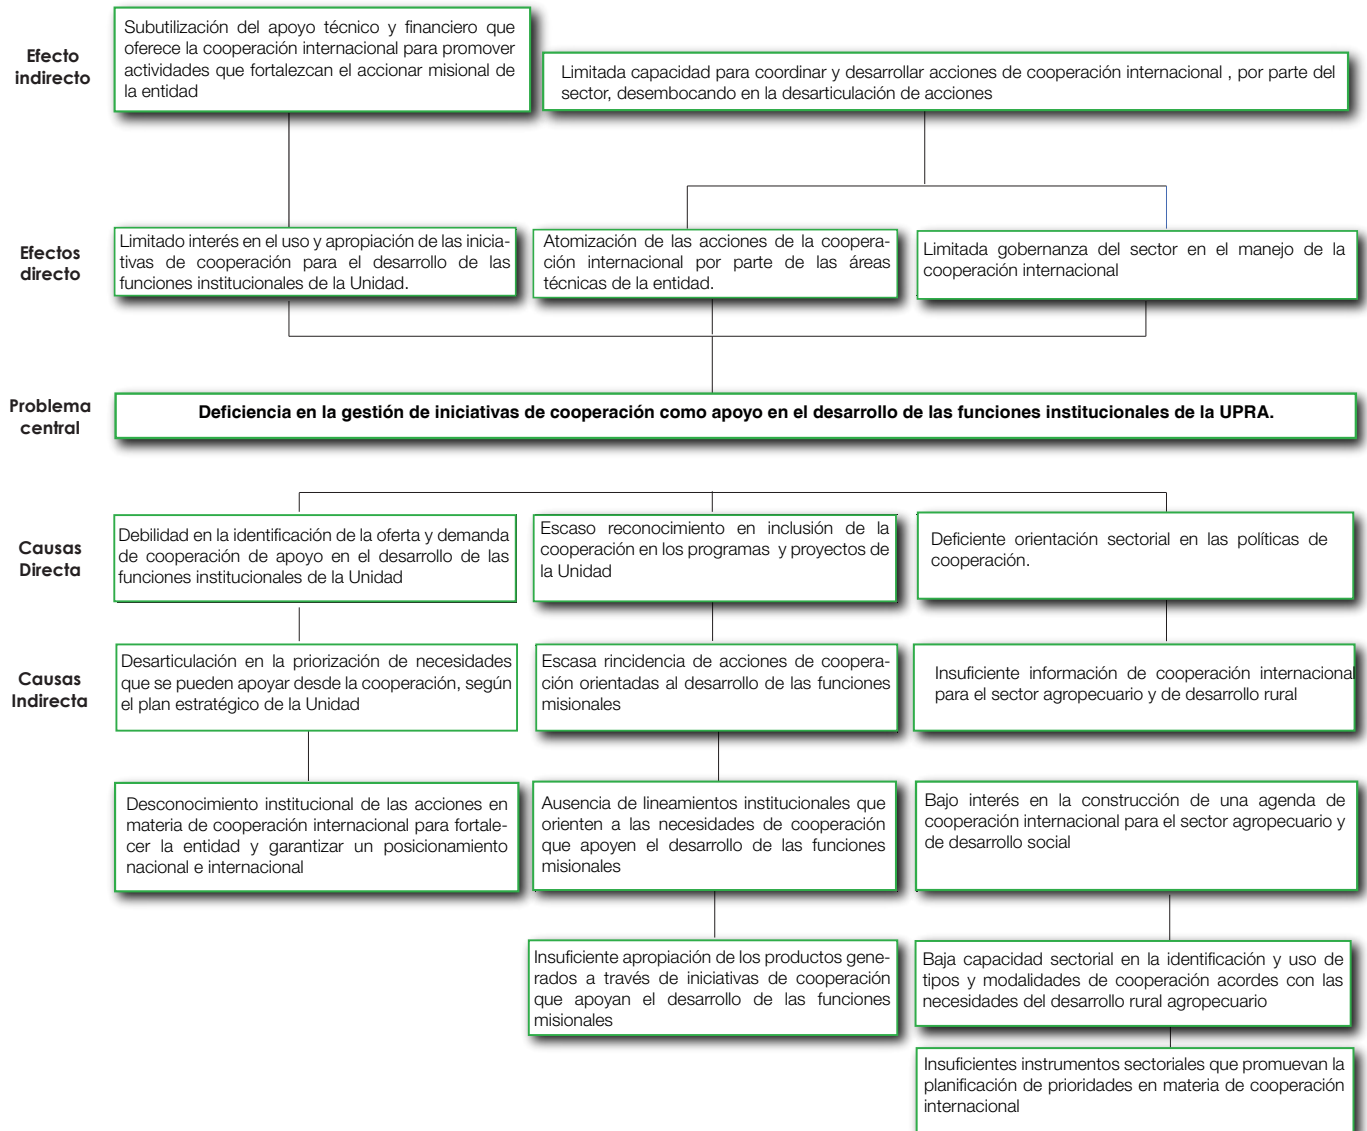 Efecto
indirecto
Subutilización del apoyo técnico y financiero que
oferece la cooperación internacional para promover
actividades que fortalezcan el accionar misional de
la entidad
Limitada capacidad para coordinar y desarrollar acciones de cooperación internacional , por parte del
sector, desembocando en la desarticulación de acciones
Efectos
directo
Limitado interés en el uso y apropiación de las inicia-
tivas de cooperación para el desarrollo de las
funciones institucionales de la Unidad.
Atomización de las acciones de la coopera-
ción internacional por parte de las áreas
técnicas de la entidad.
Limitada gobernanza del sector en el manejo de la
cooperación internacional
Problema
central
Deficiencia en la gestión de iniciativas de cooperación como apoyo en el desarrollo de las funciones institucionales de la UPRA.
Causas
Directa
Debilidad en la identificación de la oferta y demanda
de cooperación de apoyo en el desarrollo de las
funciones institucionales de la Unidad
Escaso reconocimiento en inclusión de la
cooperación en los programas y proyectos de
la Unidad
Deficiente orientación sectorial en las políticas de
cooperación.
Causas
Indirecta
Desarticulación en la priorización de necesidades
que se pueden apoyar desde la cooperación, según
el plan estratégico de la Unidad
Escasa rincidencia de acciones de coopera-
ción orientadas al desarrollo de las funciones
misionales
Insuficiente información de cooperación internacional
para el sector agropecuario y de desarrollo rural
Desconocimiento institucional de las acciones en
materia de cooperación internacional para fortale-
cer la entidad y garantizar un posicionamiento
nacional e internacional
Ausencia de lineamientos institucionales que
orienten a las necesidades de cooperación
que apoyen el desarrollo de las funciones
misionales
Bajo interés en la construcción de una agenda de
cooperación internacional para el sector agropecuario y
de desarrollo social
Insuficiente apropiación de los productos gene-
rados a través de iniciativas de cooperación
que apoyan el desarrollo de las funciones
misionales
Baja capacidad sectorial en la identificación y uso de
tipos y modalidades de cooperación acordes con las
necesidades del desarrollo rural agropecuario
Insuficientes instrumentos sectoriales que promuevan la
planificación de prioridades en materia de cooperación
internacional